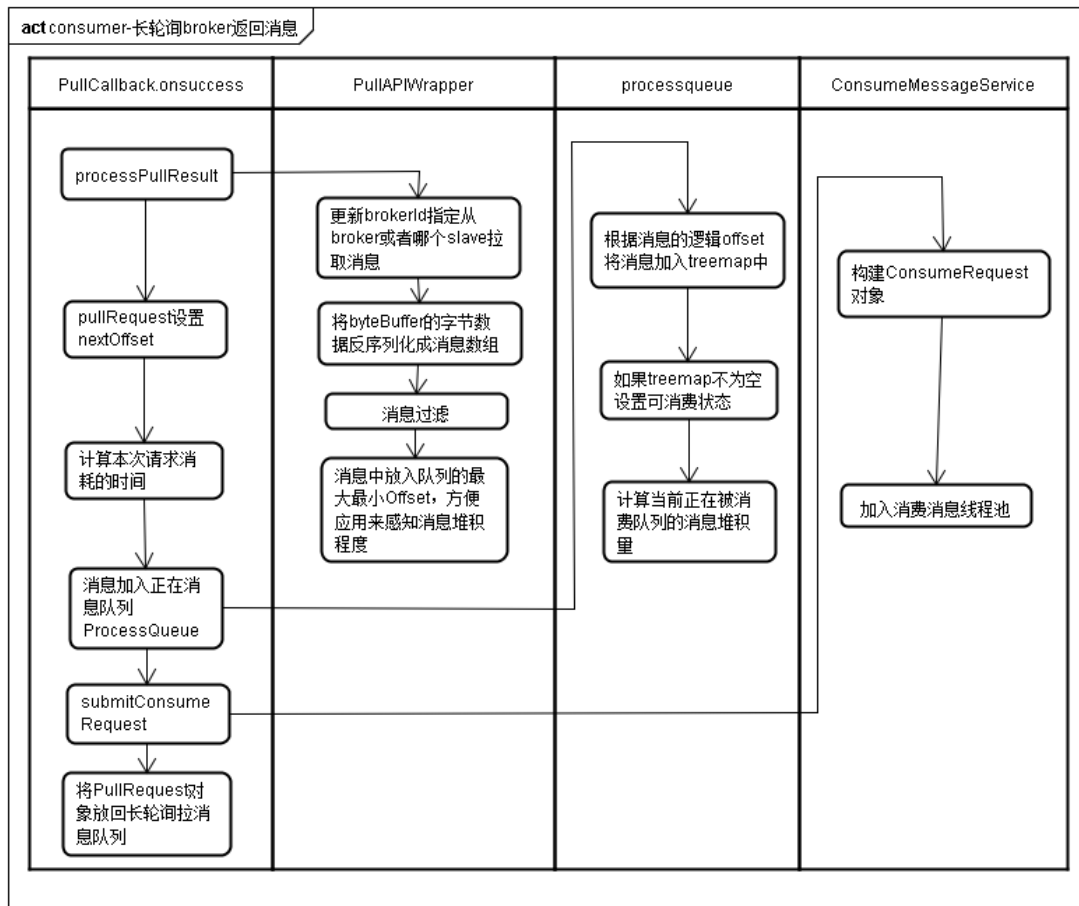 act consumer-长轮询broker返回消息
PullCallback.onsuccess
PullAPIWrapper
processqueue
ConsumeMessageService
processPullResult
pullRequest设置
nextOffset
计算本次请求消
耗的时间
消息加入正在消
息队列
ProcessQueue
submitConsume
Request
将PullRequest对
象放回长轮询拉消
息队列
更新brokerId指定从
broker或者哪个slave拉
取消息
将byteBuffer的字节数
据反序列化成消息数组
消息过滤
消息中放入队列的最
大最小Offset，方便
应用来感知消息堆积
程度
根据消息的逻辑offset
将消息加入treemap中
如果treemap不为空
设置可消费状态
计算当前正在被消
费队列的消息堆积
量
构建ConsumeRequest
对象
加入消费消息线程池